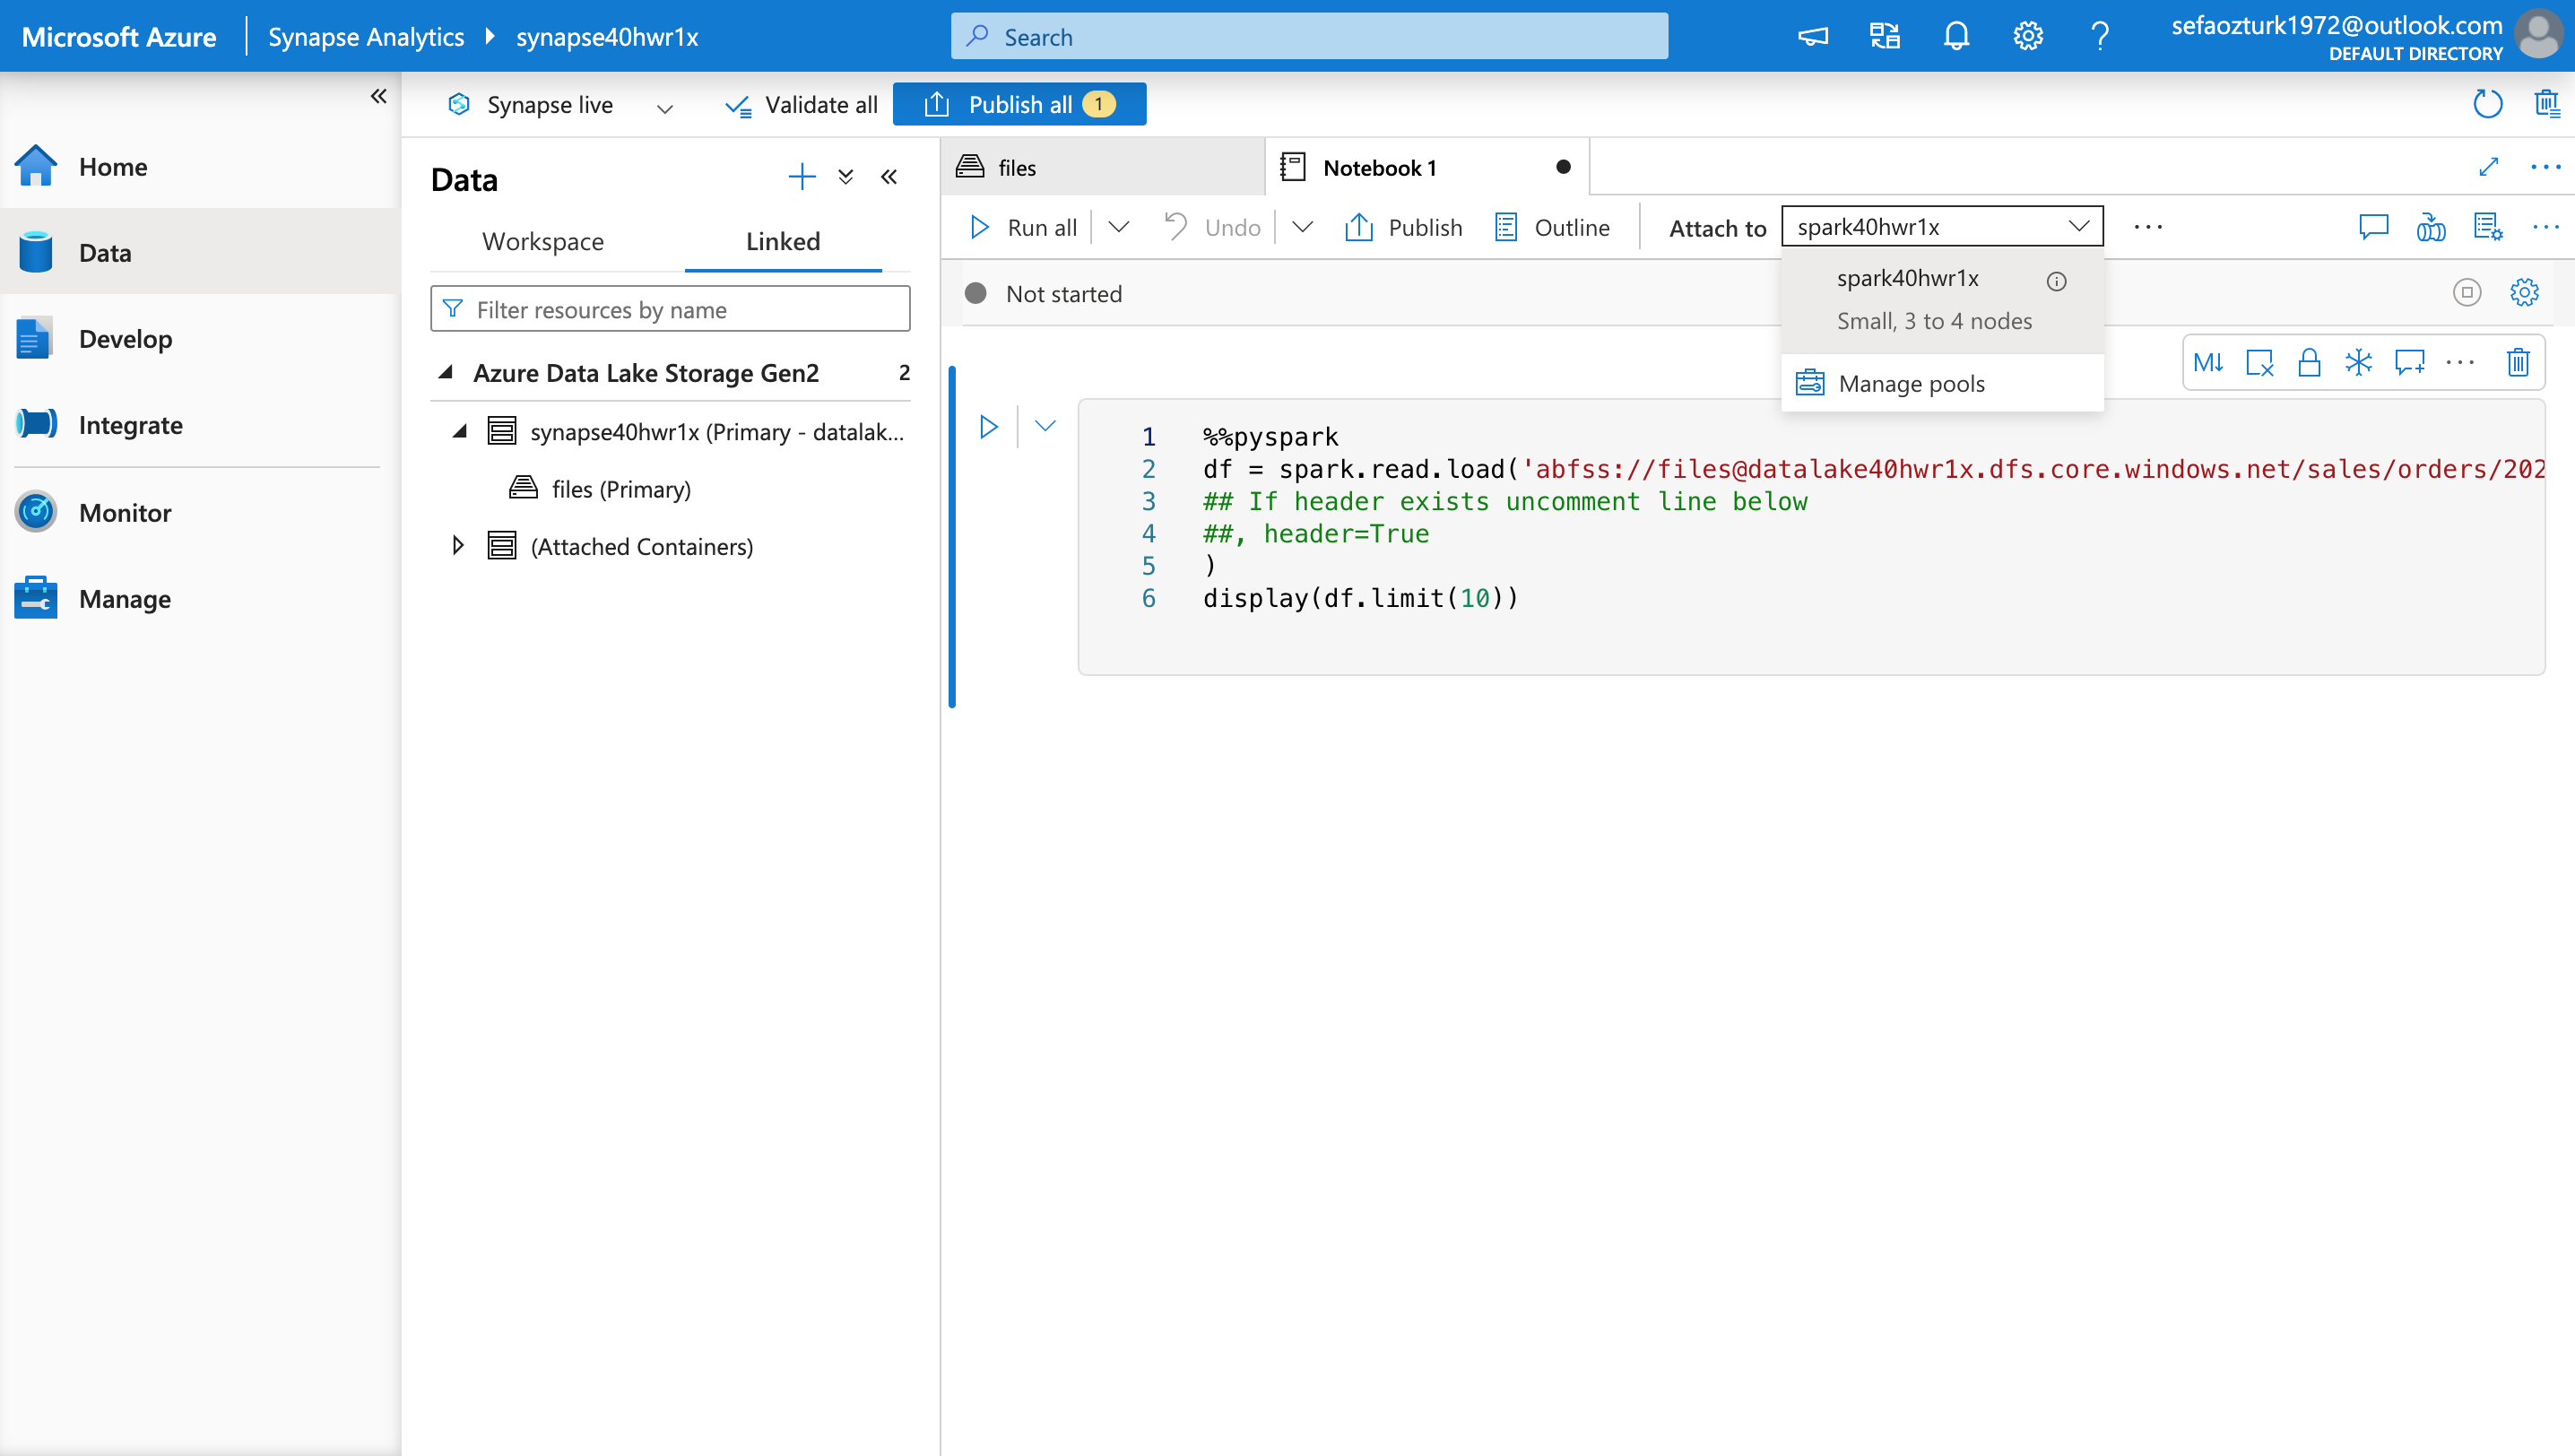 Microsoft Azure
Synapse Analytics
synapse40hwr1x
Search
sefaozturk1972@outlook.com
DEFAULT DIRECTORY
Home
Data
Develop
Integrate
Monitor
Manage
Synapse live
Validate all
Publish all 1
Data
Workspace
Linked
Filter resources by name
Azure Data Lake Storage Gen2 2
synapse40hwr1x (Primary - datalak...
files (Primary)
(Attached Containers)
files
Notebook 1
Run all
Undo
Publish
Outline
Attach to
spark40hwr1x
spark40hwr1x
Small, 3 to 4 nodes
Manage pools
Not started
M↓
1 %%pyspark
2 df = spark.read.load('abfss://files@datalake40hwr1x.dfs.core.windows.net/sales/orders/202
3 ## If header exists uncomment line below
4 ##, header=True
5 )
6 display(df.limit(10))